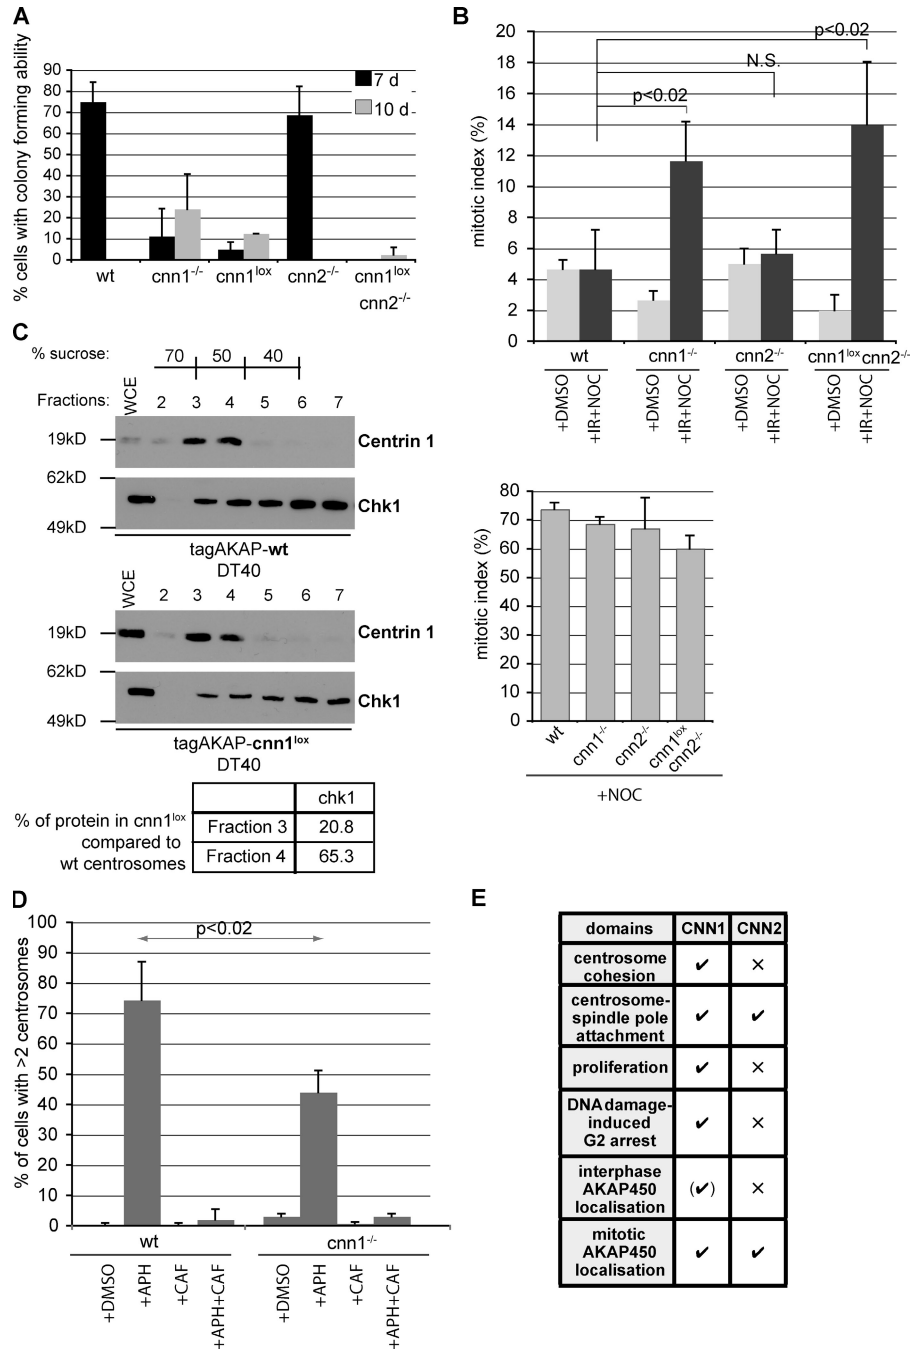 A
% cells with colony forming ability
90
80
70
60
50
40
30
20
10
0
7 d
10 d
wt
cnn1-/-
cnn1lox
cnn2-/-
cnn1lox
cnn2-/-
B
mitotic index (%)
20
18
16
14
12
10
8
6
4
2
0
p<0.02
N.S.
p<0.02
wt
cnn1-/-
cnn2-/-
cnn1lox cnn2-/-
+DMSO
+IR+NOC
+DMSO
+IR+NOC
+DMSO
+IR+NOC
+DMSO
+IR+NOC
mitotic index (%)
80
70
60
50
40
30
20
10
0
wt
cnn1-/-
cnn2-/-
cnn1lox
cnn2-/-
+NOC
C
% sucrose: 70 50 40
Fractions: WCE 2 3 4 5 6 7
19kD Centrin 1
62kD
Chk1
49kD
tagAKAP-wt
DT40
WCE 2 3 4 5 6 7
19kD Centrin 1
62kD
Chk1
49kD
tagAKAP-cnn1lox
DT40
% of protein in cnn1lox
compared to
wt centrosomes
chk1
Fraction 3 20.8
Fraction 4 65.3
D
% of cells with >2 centrosomes
100
90
80
70
60
50
40
30
20
10
0
p<0.02
wt
cnn1-/-
+DMSO
+APH
+CAF
+APH+CAF
+DMSO
+APH
+CAF
+APH+CAF
E
domains CNN1 CNN2
centrosome
cohesion ✔ ✕
centrosome-
spindle pole
attachment ✔ ✔
proliferation ✔ ✕
DNA damage-
induced
G2 arrest ✔ ✕
interphase
AKAP450
localisation (✔) ✕
mitotic
AKAP450
localisation ✔ ✔